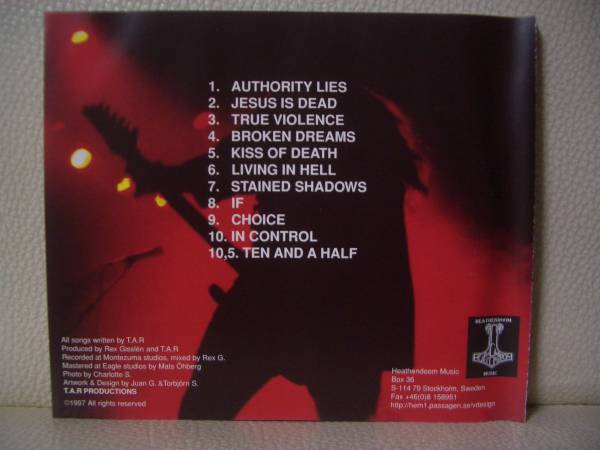 1. AUTHORITY LIES
2. JESUS IS DEAD
3. TRUE VIOLENCE
4. BROKEN DREAMS
5. KISS OF DEATH
6. LIVING IN HELL
7. STAINED SHADOWS
8. IF
9. CHOICE
10. IN CONTROL
10,5. TEN AND A HALF
All songs written by T.A.R
Produced by Rex Gisslén and T.A.R
Recorded at Montezuma studios, mixed by Rex G.
Mastered at Eagle studios by Mats Öhberg
Photo by Charlotte S.
Artwork & Design by Juan G. &Torbjörn S.
T.A.R PRODUCTIONS
©1997 All rights reserved
HEATHENDOOM
MUSIC
Heathendoom Music
Box 36
S-114 79 Stockholm, Sweden
Fax +46(0)8 158951
http://hem1.passagen.se/vdesign